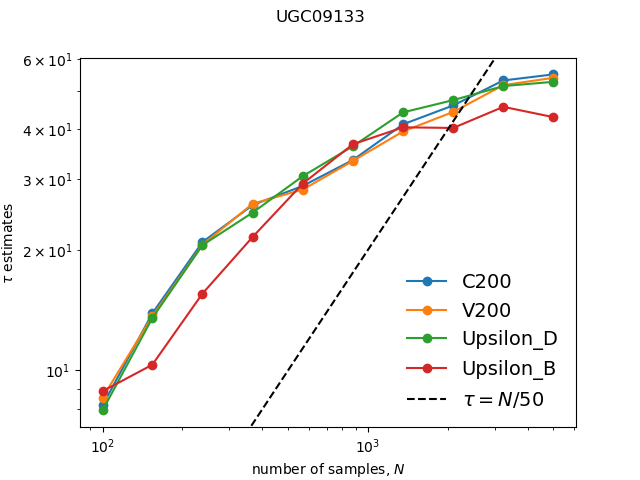 UGC09133
6 × 10¹
4 × 10¹
3 × 10¹
2 × 10¹
10¹
τ estimates
C200
V200
Upsilon_D
Upsilon_B
τ = N/50
10² 10³
number of samples, N